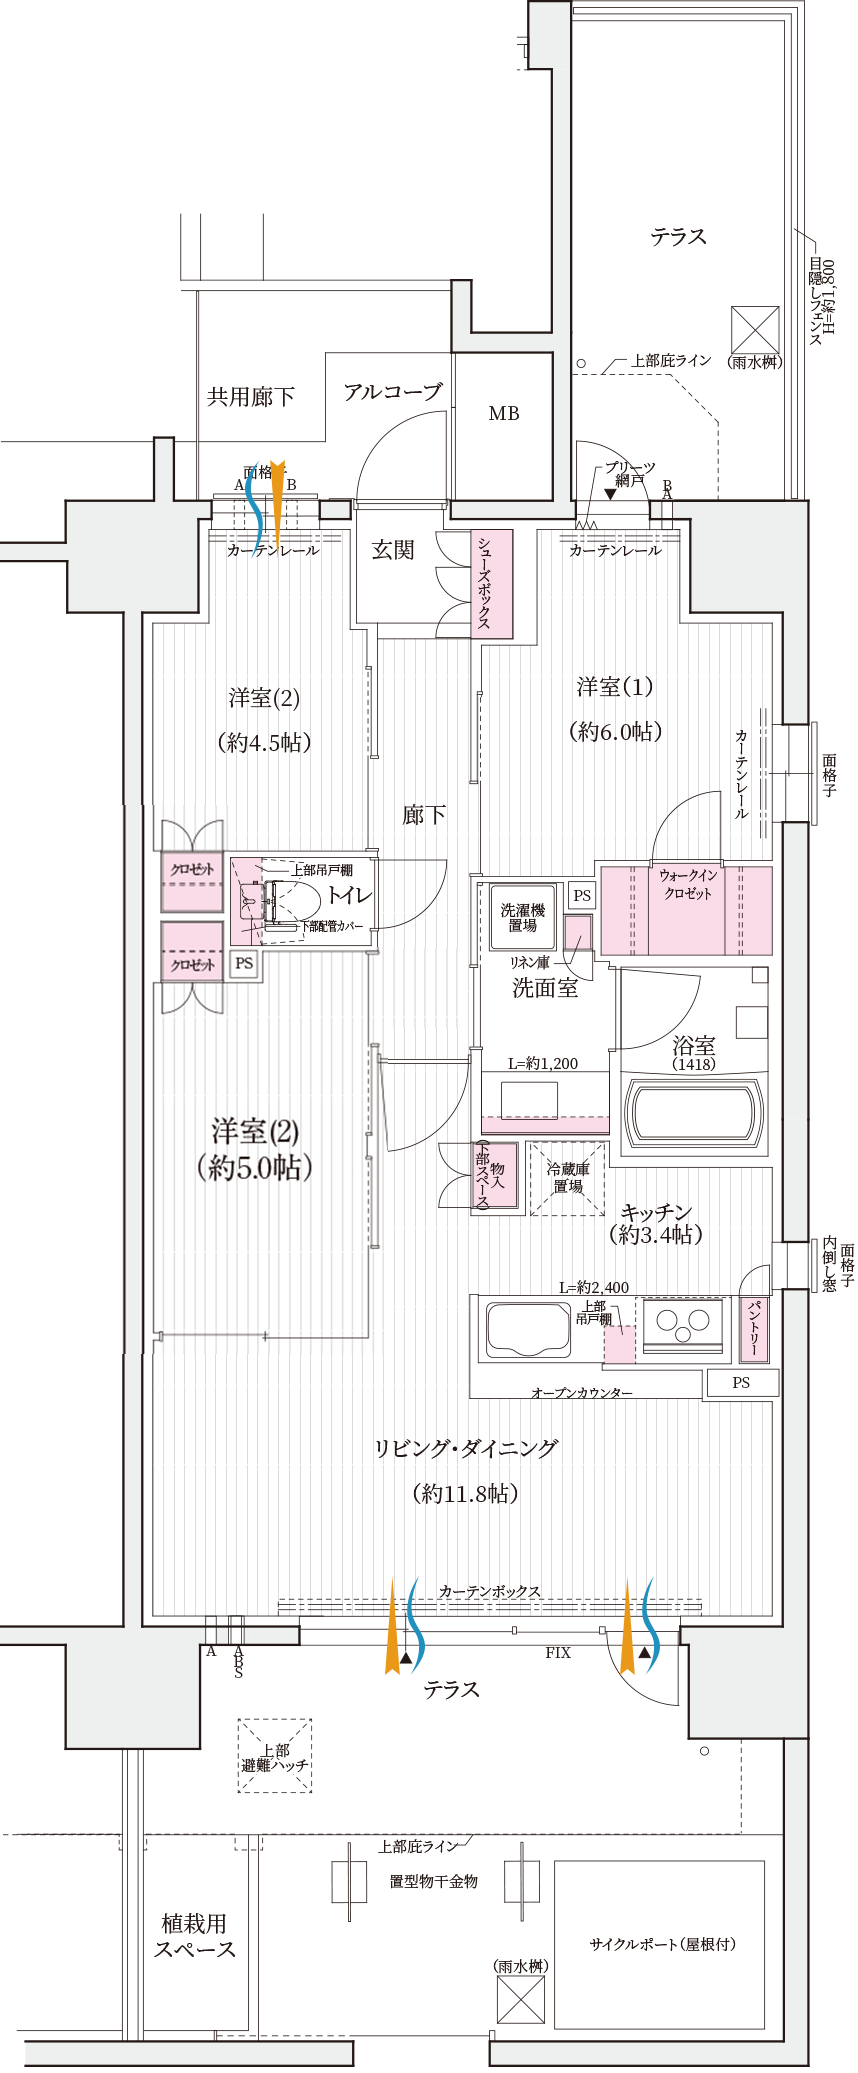 テラス
目隠しフェンス
H=約1,800
(雨水桝)
上部庇ライン
共用廊下
アルコーブ
MB
プリーツ
網戸
A
B
B
A
カーテンレール
玄関
シューズボックス
カーテンレール
洋室(2)
(約4.5帖)
洋室(1)
(約6.0帖)
カーテンレール
面格子
廊下
クロゼット
上部吊戸棚
トイレ
下部配管カバー
クロゼット
PS
洗濯機
置場
PS
ウォークイン
クロゼット
リネン庫
洗面室
L=約1,200
浴室
(1418)
洋室(2)
(約5.0帖)
物入
(下部スペース)
冷蔵庫
置場
キッチン
(約3.4帖)
面格子
内倒し窓
L=約2,400
上部
吊戸棚
パントリー
PS
オープンカウンター
リビング・ダイニング
(約11.8帖)
カーテンボックス
A
A
B
S
FIX
テラス
上部
避難ハッチ
上部庇ライン
置型物干金物
植栽用
スペース
サイクルポート(屋根付)
(雨水桝)